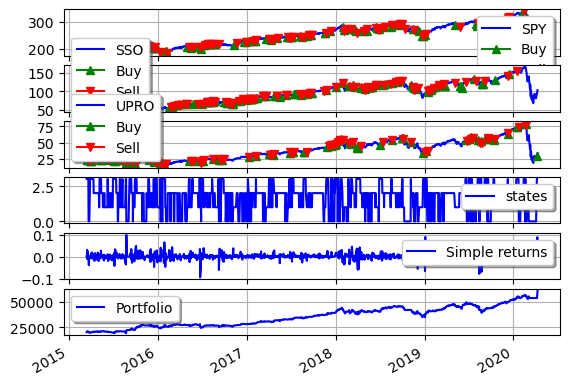 300
200
SPY
Buy
SSO
Buy
Sell
150
100
50
UPRO
Buy
Sell
75
50
25
2.5
0.0
states
0.1
0.0
−0.1
Simple returns
50000
25000
Portfolio
2015
2016
2017
2018
2019
2020